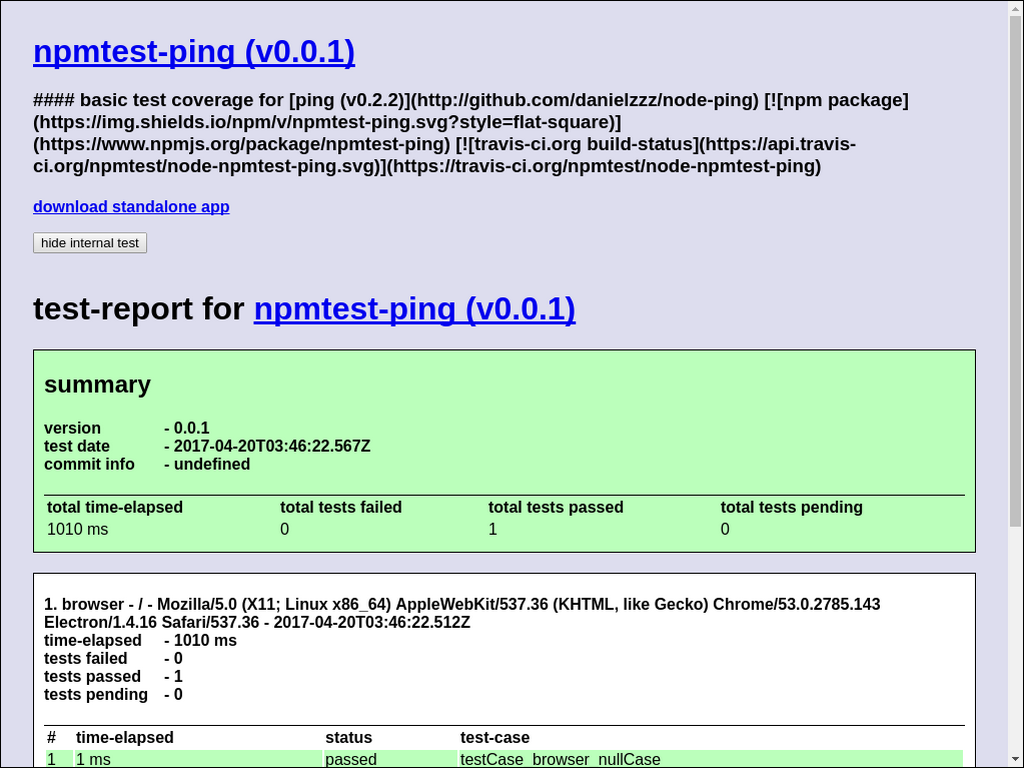 npmtest-ping (v0.0.1)
#### basic test coverage for [ping (v0.2.2)](http://github.com/danielzzz/node-ping) [![npm package]
(https://img.shields.io/npm/v/npmtest-ping.svg?style=flat-square)]
(https://www.npmjs.org/package/npmtest-ping) [![travis-ci.org build-status](https://api.travis-
ci.org/npmtest/node-npmtest-ping.svg)](https://travis-ci.org/npmtest/node-npmtest-ping)
download standalone app
hide internal test
test-report for npmtest-ping (v0.0.1)
summary
version - 0.0.1
test date - 2017-04-20T03:46:22.567Z
commit info - undefined
total time-elapsed total tests failed total tests passed total tests pending
1010 ms 0 1 0
1. browser - / - Mozilla/5.0 (X11; Linux x86_64) AppleWebKit/537.36 (KHTML, like Gecko) Chrome/53.0.2785.143
Electron/1.4.16 Safari/537.36 - 2017-04-20T03:46:22.512Z
time-elapsed - 1010 ms
tests failed - 0
tests passed - 1
tests pending - 0
# time-elapsed status test-case
1 1 ms passed testCase_browser_nullCase